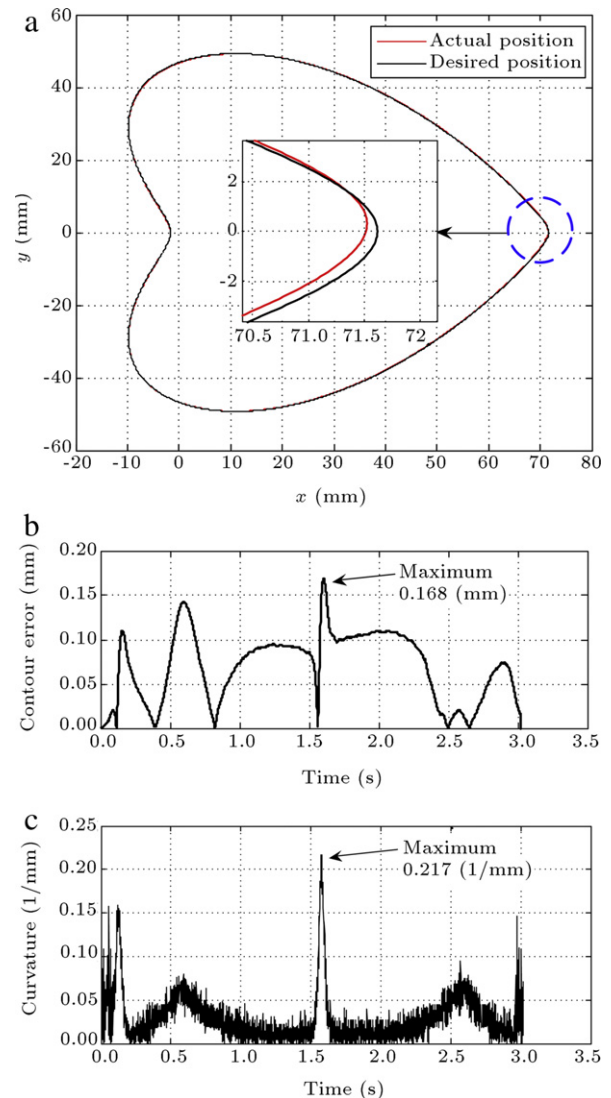 a
60
40
20
0
-20
-40
-60
y (mm)
Actual position
Desired position
2
0
-2
70.5 71.1 71.5 72
-20 -10 0 10 20 30 40 50 60 70 80
x (mm)
b
0.20
0.15
0.10
0.05
0.00
Contour error (mm)
Maximum
0.168 (mm)
0.0 0.5 1.0 1.5 2.0 2.5 3.0 3.5
Time (s)
c
0.25
0.20
0.15
0.10
0.05
0.00
Curvature (1/mm)
Maximum
0.217 (1/mm)
0.0 0.5 1.0 1.5 2.0 2.5 3.0 3.5
Time (s)